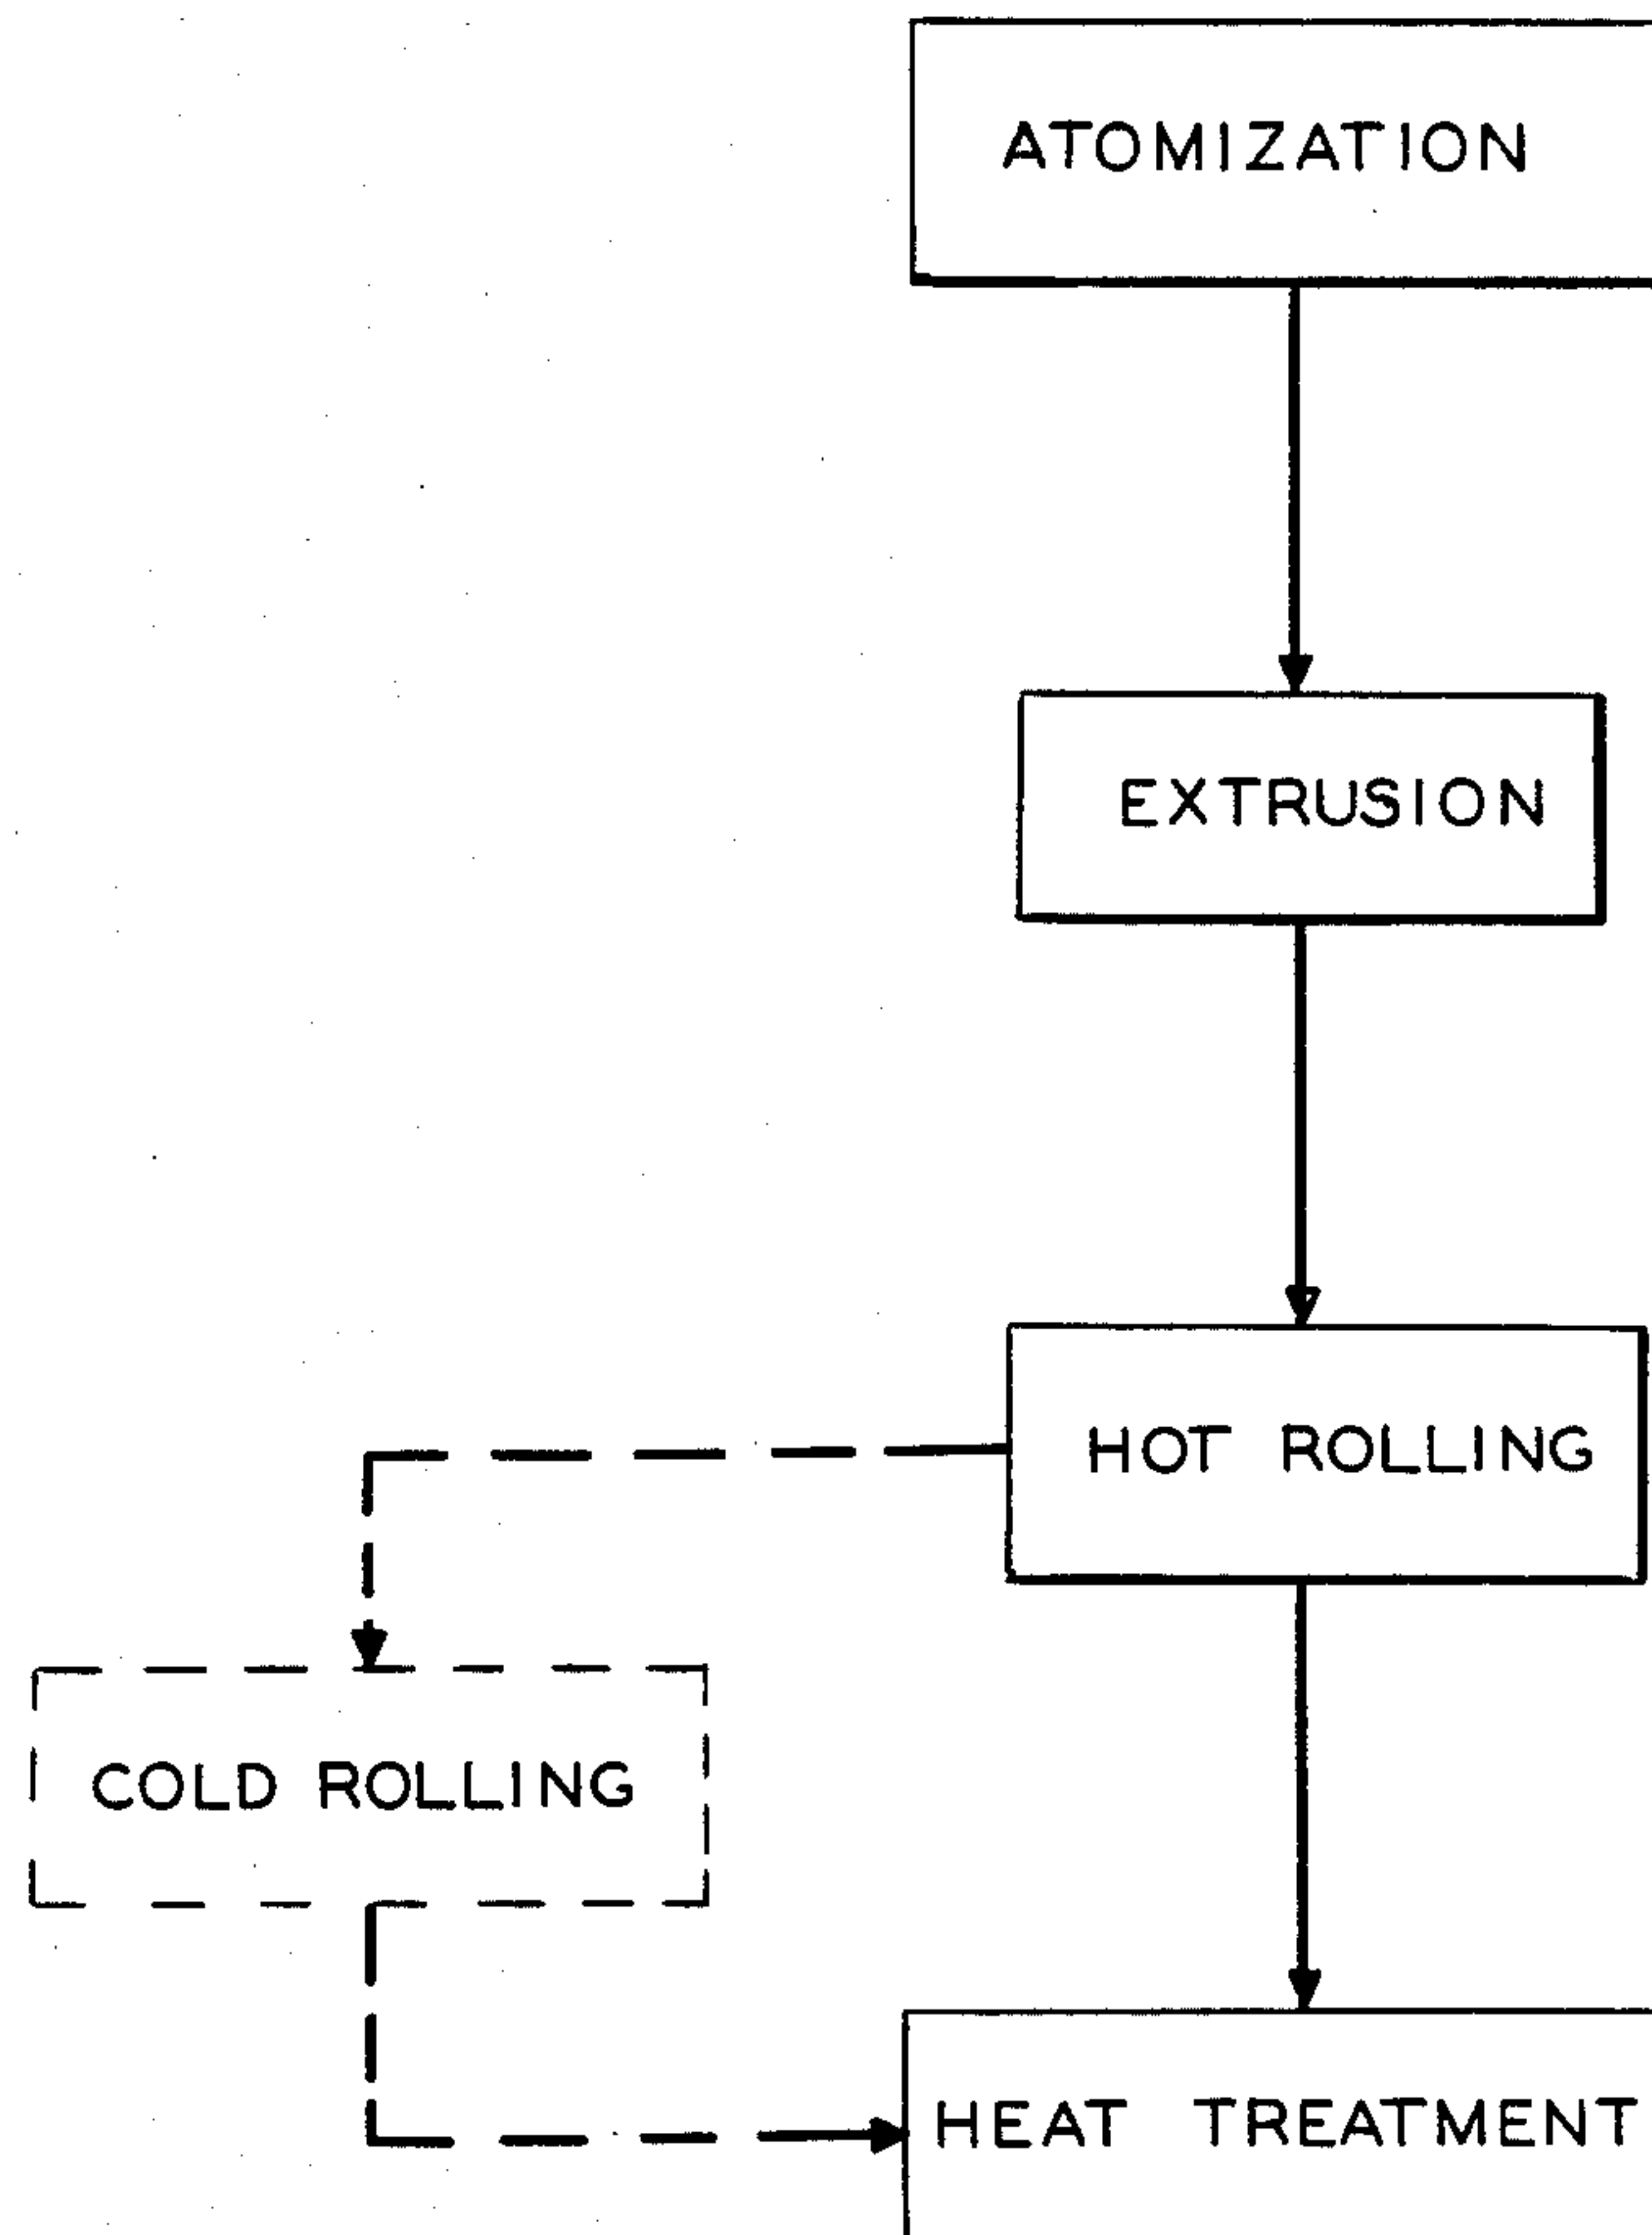 ATOMIZATION
EXTRUSION
HOT ROLLING
COLD ROLLING
HEAT TREATMENT